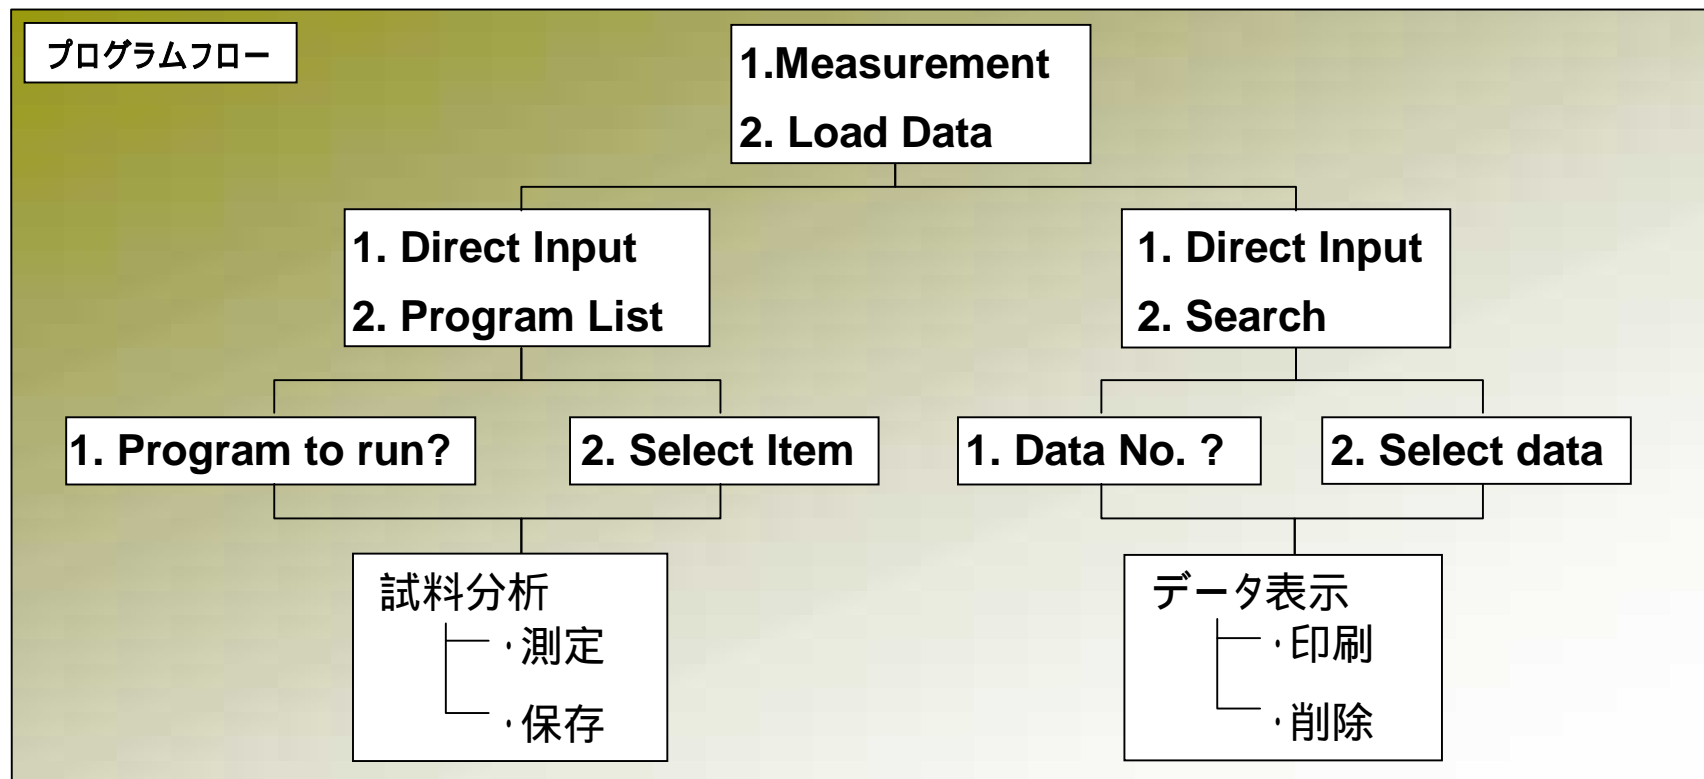 プログラムフロー
1.Measurement
2. Load Data
1. Direct Input
2. Program List
1. Direct Input
2. Search
1. Program to run?
2. Select Item
1. Data No. ?
2. Select data
試料分析
・測定
・保存
データ表示
・印刷
・削除